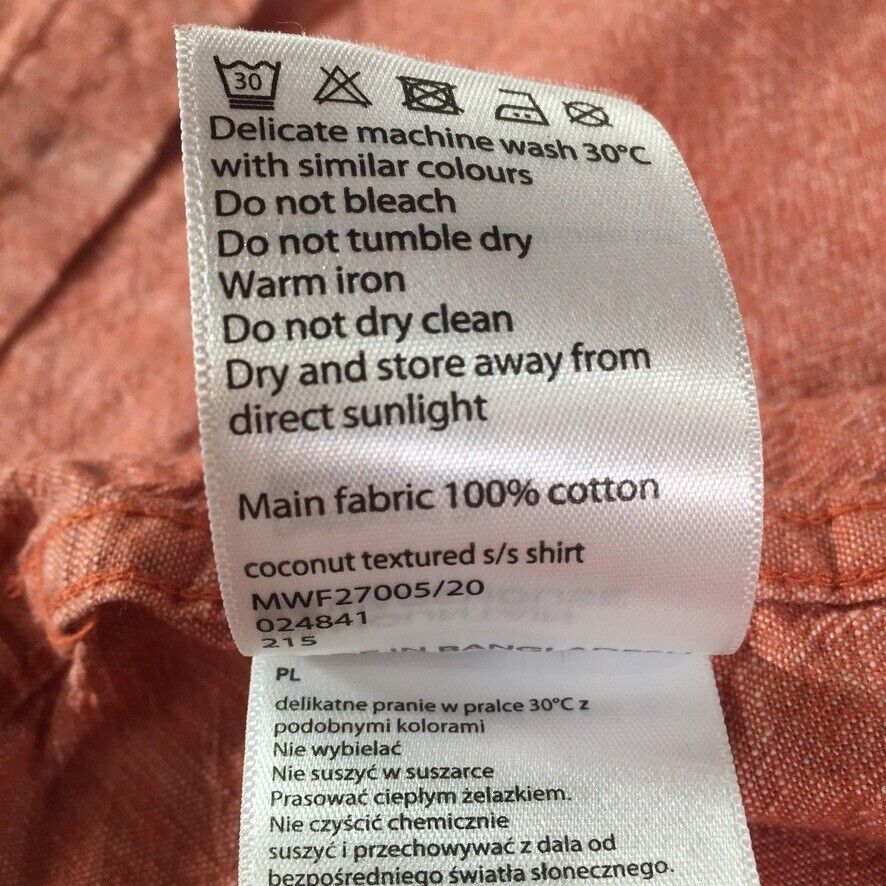 30
Delicate machine wash 30°C
with similar colours
Do not bleach
Do not tumble dry
Warm iron
Do not dry clean
Dry and store away from
direct sunlight
Main fabric 100% cotton
coconut textured s/s shirt
MWF27005/20
024841
215
IN BANGLADESH
PL
delikatne pranie w pralce 30°C z
podobnymi kolorami
Nie wybielać
Nie suszyć w suszarce
Prasować ciepłym żelazkiem.
Nie czyścić chemicznie
suszyć i przechowywać z dala od
bezpośredniego światła słonecznego.